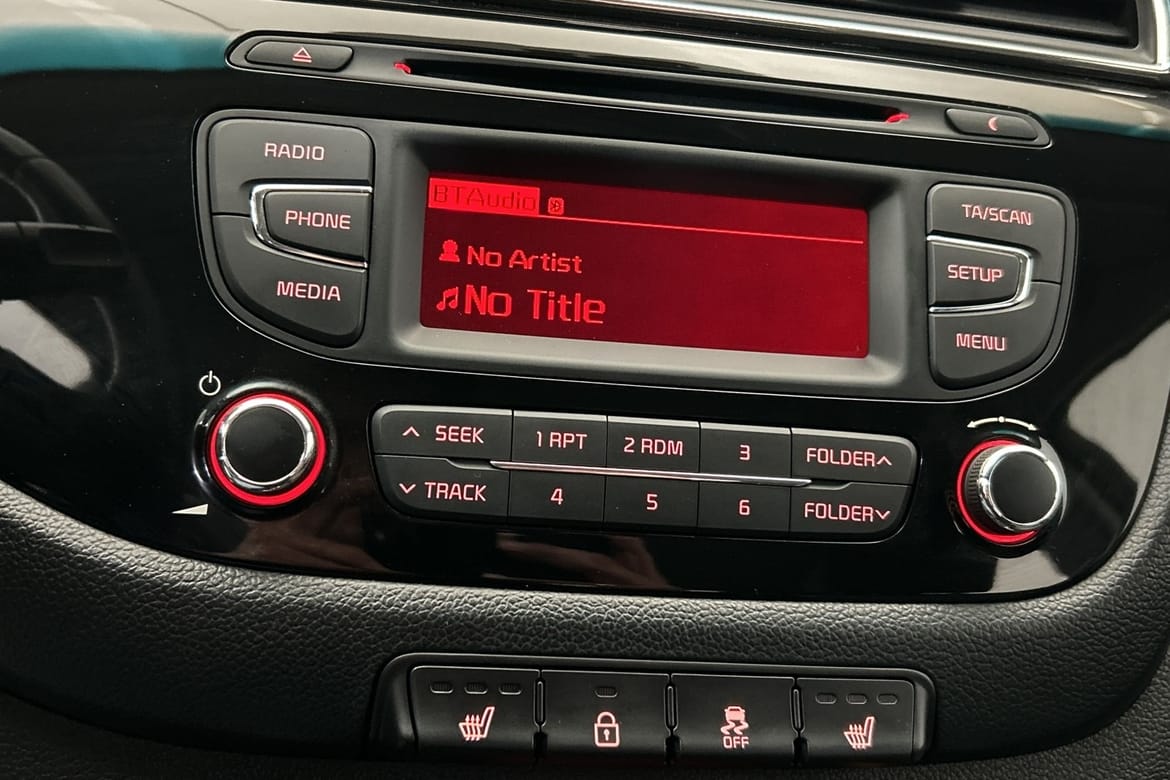 RADIO
PHONE
MEDIA
BTAudio
No Artist
No Title
TA/SCAN
SETUP
MENU
SEEK 1 RPT 2 RDM 3 FOLDER
TRACK 4 5 6 FOLDER
OFF